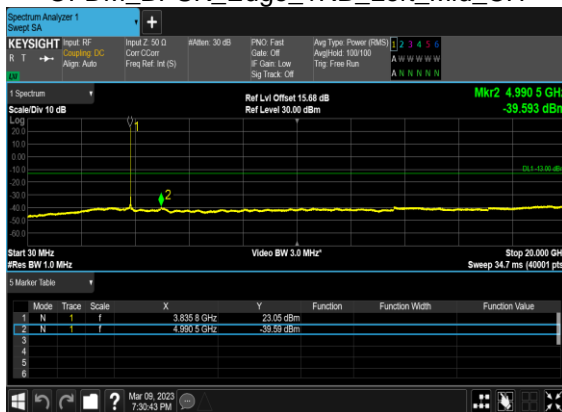 Spectrum Analyzer 1
Swept SA
+
KEYSIGHT
R T
LXI
Input: RF
Coupling: DC
Align: Auto
Input Z: 50 Ω
Corr CCorr
Freq Ref: Int (S)
#Atten: 30 dB
PNO: Fast
Gate: Off
IF Gain: Low
Sig Track: Off
Avg Type: Power (RMS)
Avg|Hold: 100/100
Trig: Free Run
1 2 3 4 5 6
A W W W W W
A N N N N N
1 Spectrum
Scale/Div 10 dB
Ref Lvl Offset 15.68 dB
Ref Level 30.00 dBm
Mkr2 4.990 5 GHz
-39.593 dBm
Log
20.0
10.0
0.00
-10.0
-20.0
-30.0
-40.0
-50.0
-60.0
1
2
DL1 -13.00 dBm
Start 30 MHz
#Res BW 1.0 MHz
Video BW 3.0 MHz*
Stop 20.000 GHz
Sweep 34.7 ms (40001 pts)
5 Marker Table
Mode Trace Scale X Y Function Function Width Function Value
1 N 1 f 3.835 8 GHz 23.05 dBm
2 N 1 f 4.990 5 GHz -39.59 dBm
3
4
5
6
?
Mar 09, 2023
7:30:43 PM